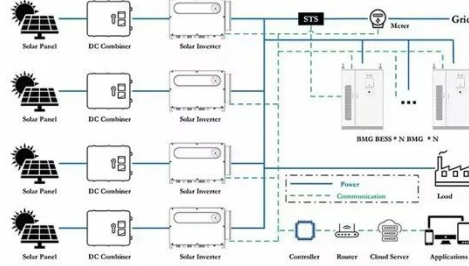 STS
Meter
Grid
Solar Panel
DC Combiner
Solar Inverter
Solar Panel
DC Combiner
Solar Inverter
BMG BESS * N BMG * N
Solar Panel
DC Combiner
Solar Inverter
Power
Communication
Load
Solar Panel
DC Combiner
Solar Inverter
Controller
Router
Cloud Server
Applications